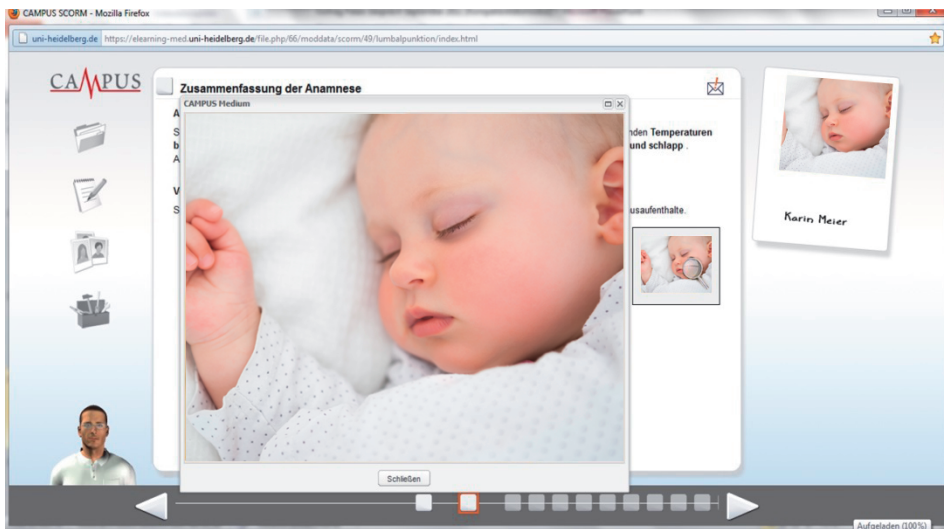 CAMPUS SCORM - Mozilla Firefox
uni-heidelberg.de https://elearning-med.uni-heidelberg.de/file.php/66/moddata/scorm/49/lumbalpunktion/index.html
CAMPUS
Zusammenfassung der Anamnese
CAMPUS Medium
A
S
nden Temperaturen
b
und schlapp .
A
V
S
usaufenthalte.
Karin Meier
Schließen
Aufgeladen (100%)